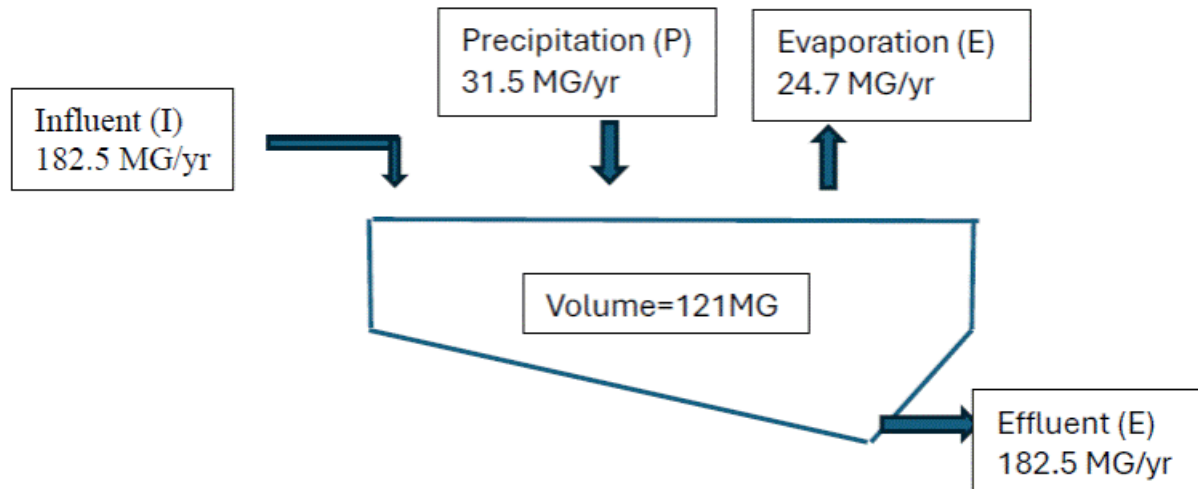 Precipitation (P)
31.5 MG/yr
Evaporation (E)
24.7 MG/yr
Influent (I)
182.5 MG/yr
Volume=121MG
Effluent (E)
182.5 MG/yr